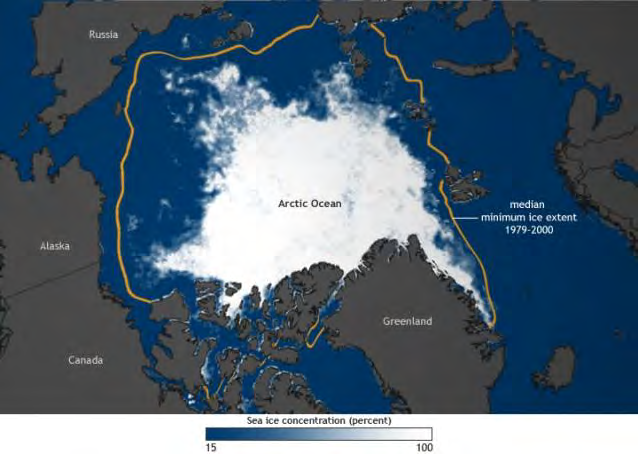 Russia
Arctic Ocean
median
minimum ice extent
1979-2000
Alaska
Greenland
Canada
Sea ice concentration (percent)
15 100